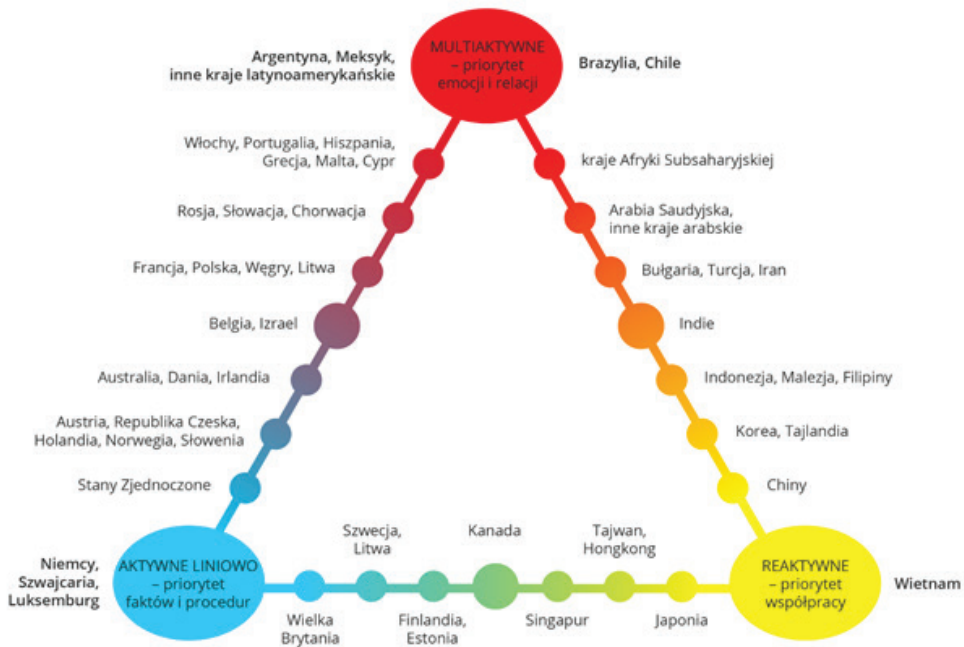 Argentyna, Meksyk,
inne kraje latynoamerykańskie
MULTIAKTYWNE
– priorytet
emocji i relacji
Brazylia, Chile
Włochy, Portugalia, Hiszpania,
Grecja, Malta, Cypr
kraje Afryki Subsaharyjskiej
Rosja, Słowacja, Chorwacja
Arabia Saudyjska,
inne kraje arabskie
Francja, Polska, Węgry, Litwa
Bułgaria, Turcja, Iran
Belgia, Izrael
Indie
Australia, Dania, Irlandia
Indonezja, Malezja, Filipiny
Austria, Republika Czeska,
Holandia, Norwegia, Słowenia
Korea, Tajlandia
Stany Zjednoczone
Chiny
Niemcy,
Szwajcaria,
Luksemburg
AKTYWNE LINIOWO
– priorytet
faktów i procedur
Szwecja,
Litwa
Kanada
Tajwan,
Hongkong
REAKTYWNE
– priorytet
współpracy
Wietnam
Wielka
Brytania
Finlandia,
Estonia
Singapur
Japonia